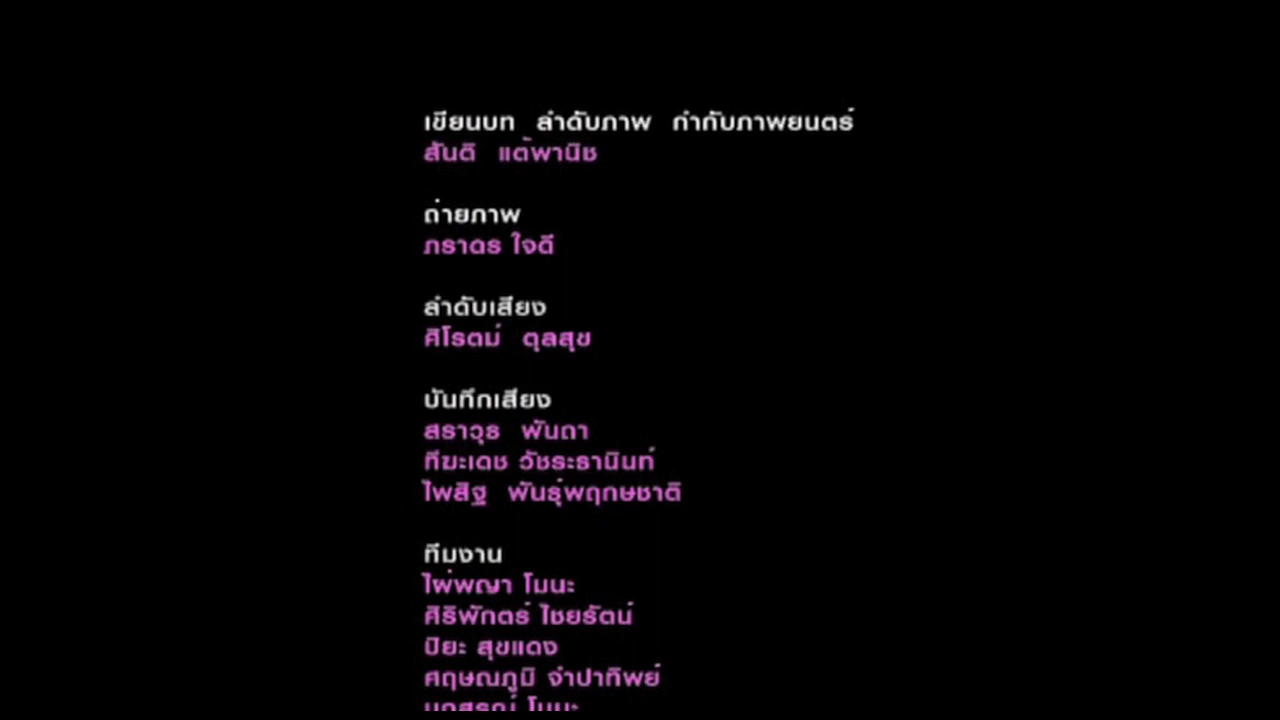 เขียนบท ลำดับภาพ กำกับภาพยนตร์
สันติ แต้พานิช
ถ่ายภาพ
ภราดร ใจดี
ลำดับเสียง
ศิโรตม์ ตุลสุข
บันทึกเสียง
สราวุธ พันถา
ทีฆะเดช วัชระธานินท์
ไพสิฐ พันธุ์พฤกษชาติ
ทีมงาน
ไผ่พญา โมนะ
ศิริพักตร์ ไชยรัตน์
ปิยะ สุขแดง
ศฤษณภูมิ จำปาทิพย์
โมนะ